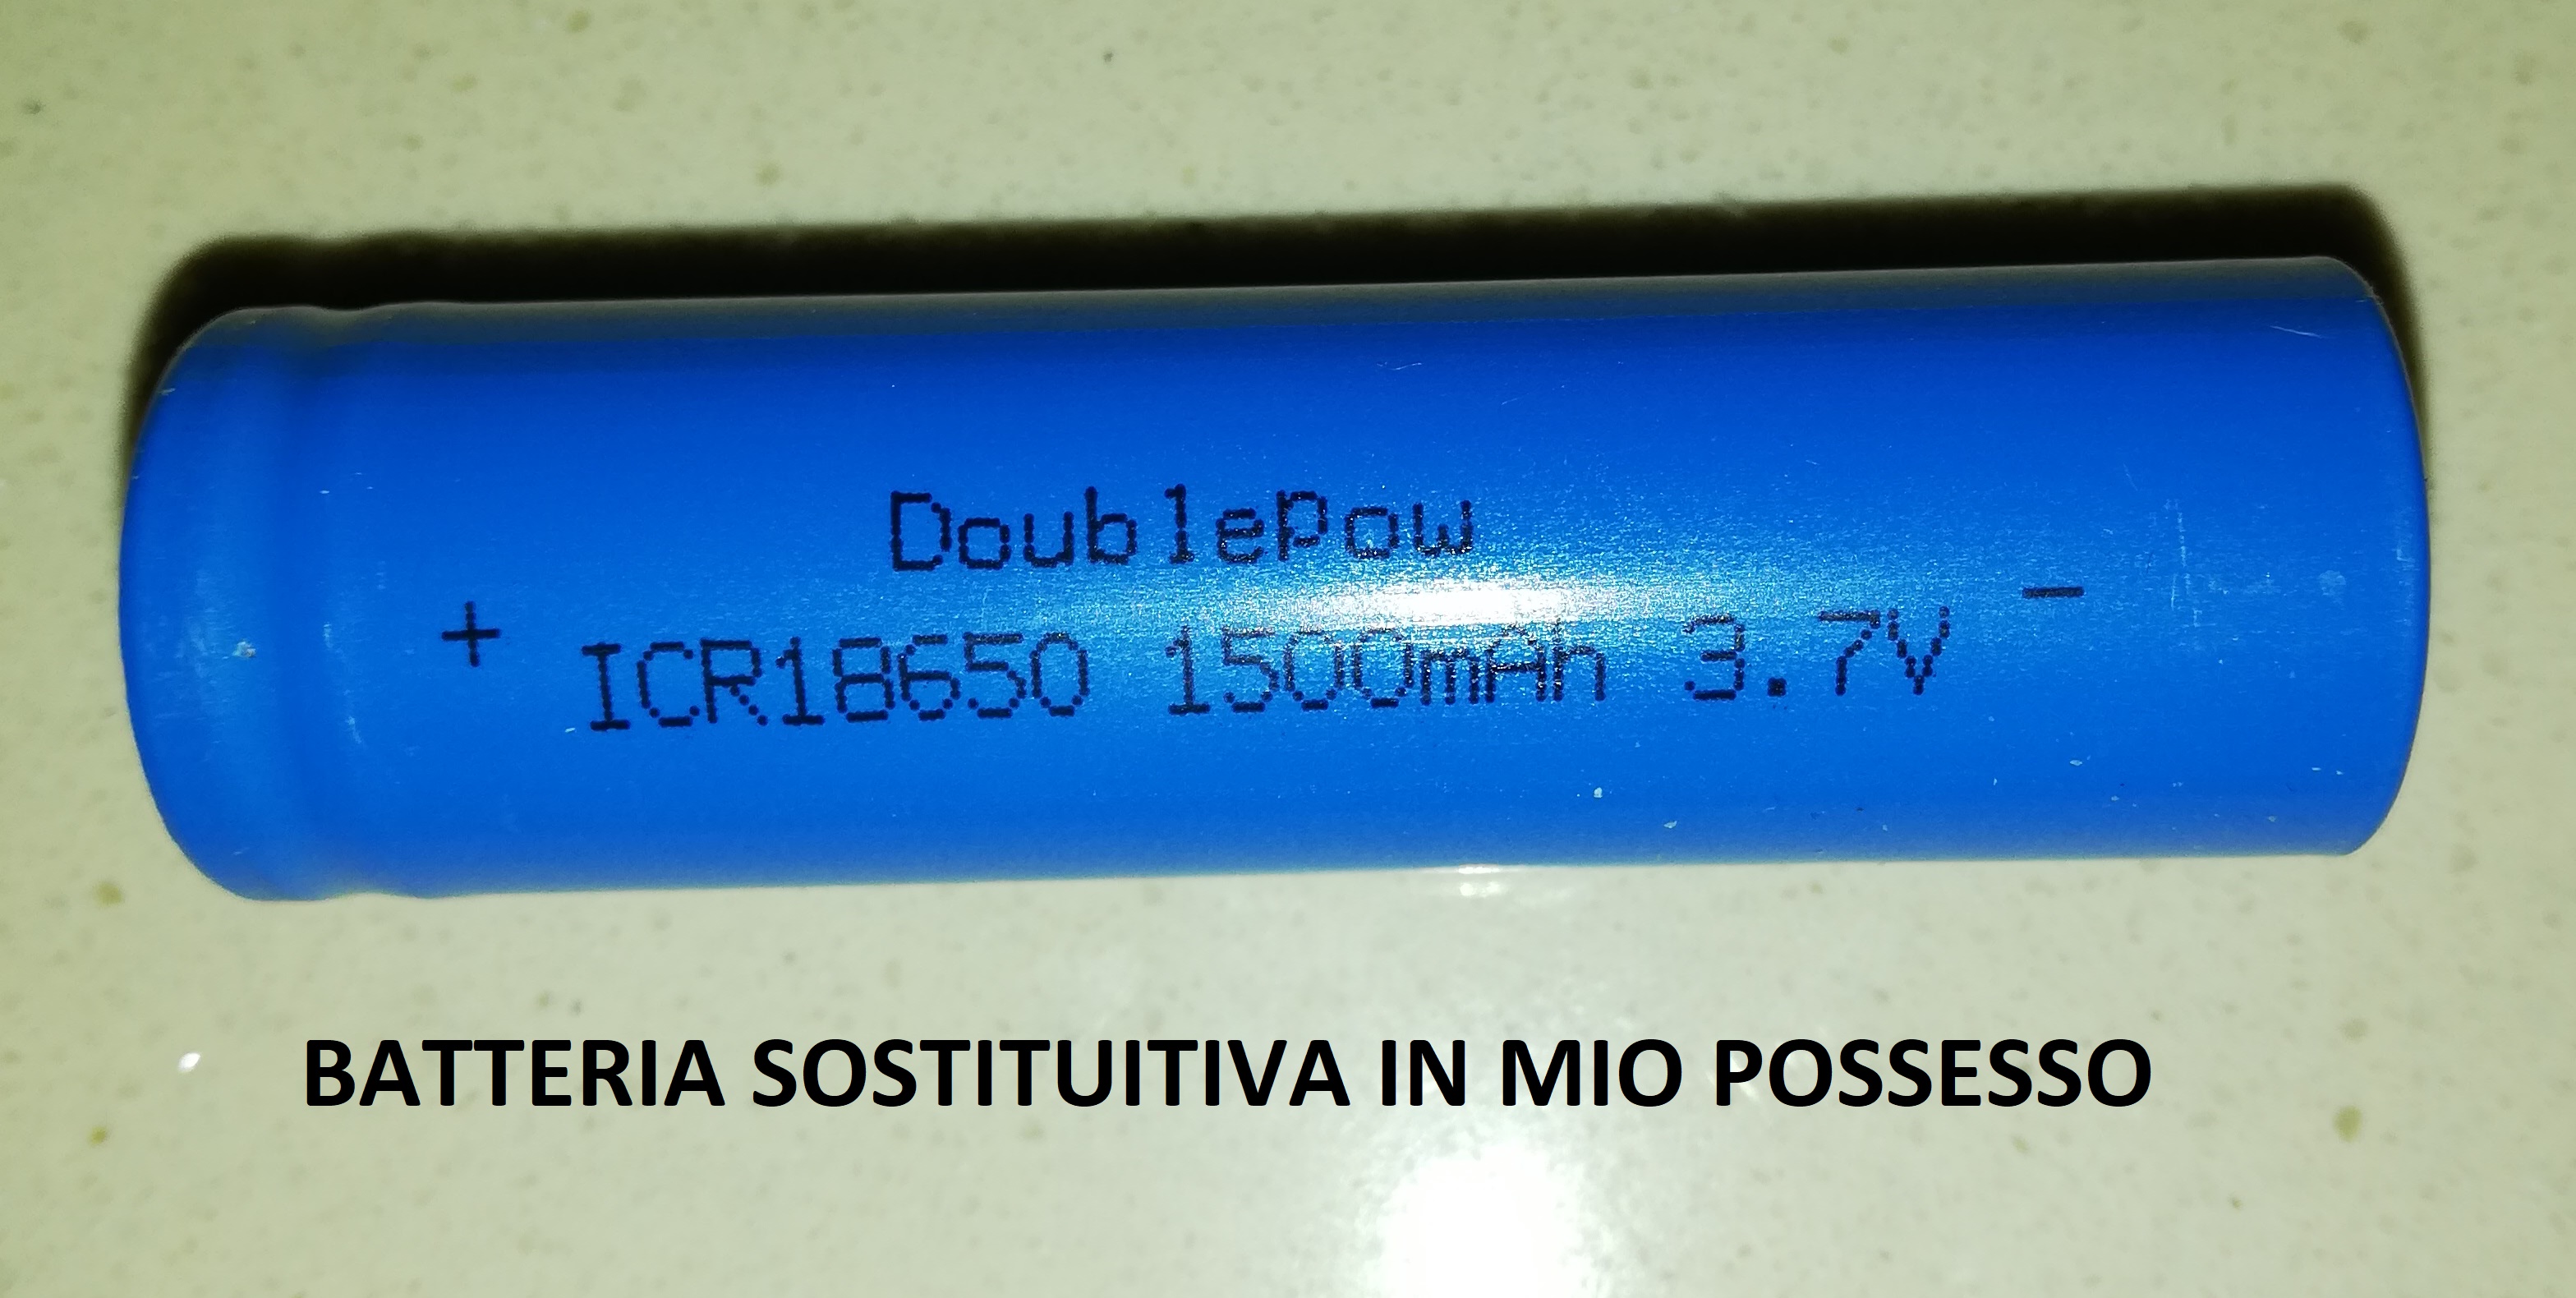 DoublePow
+ ICR18650 1500mAh 3.7V -
BATTERIA SOSTITUITIVA IN MIO POSSESSO